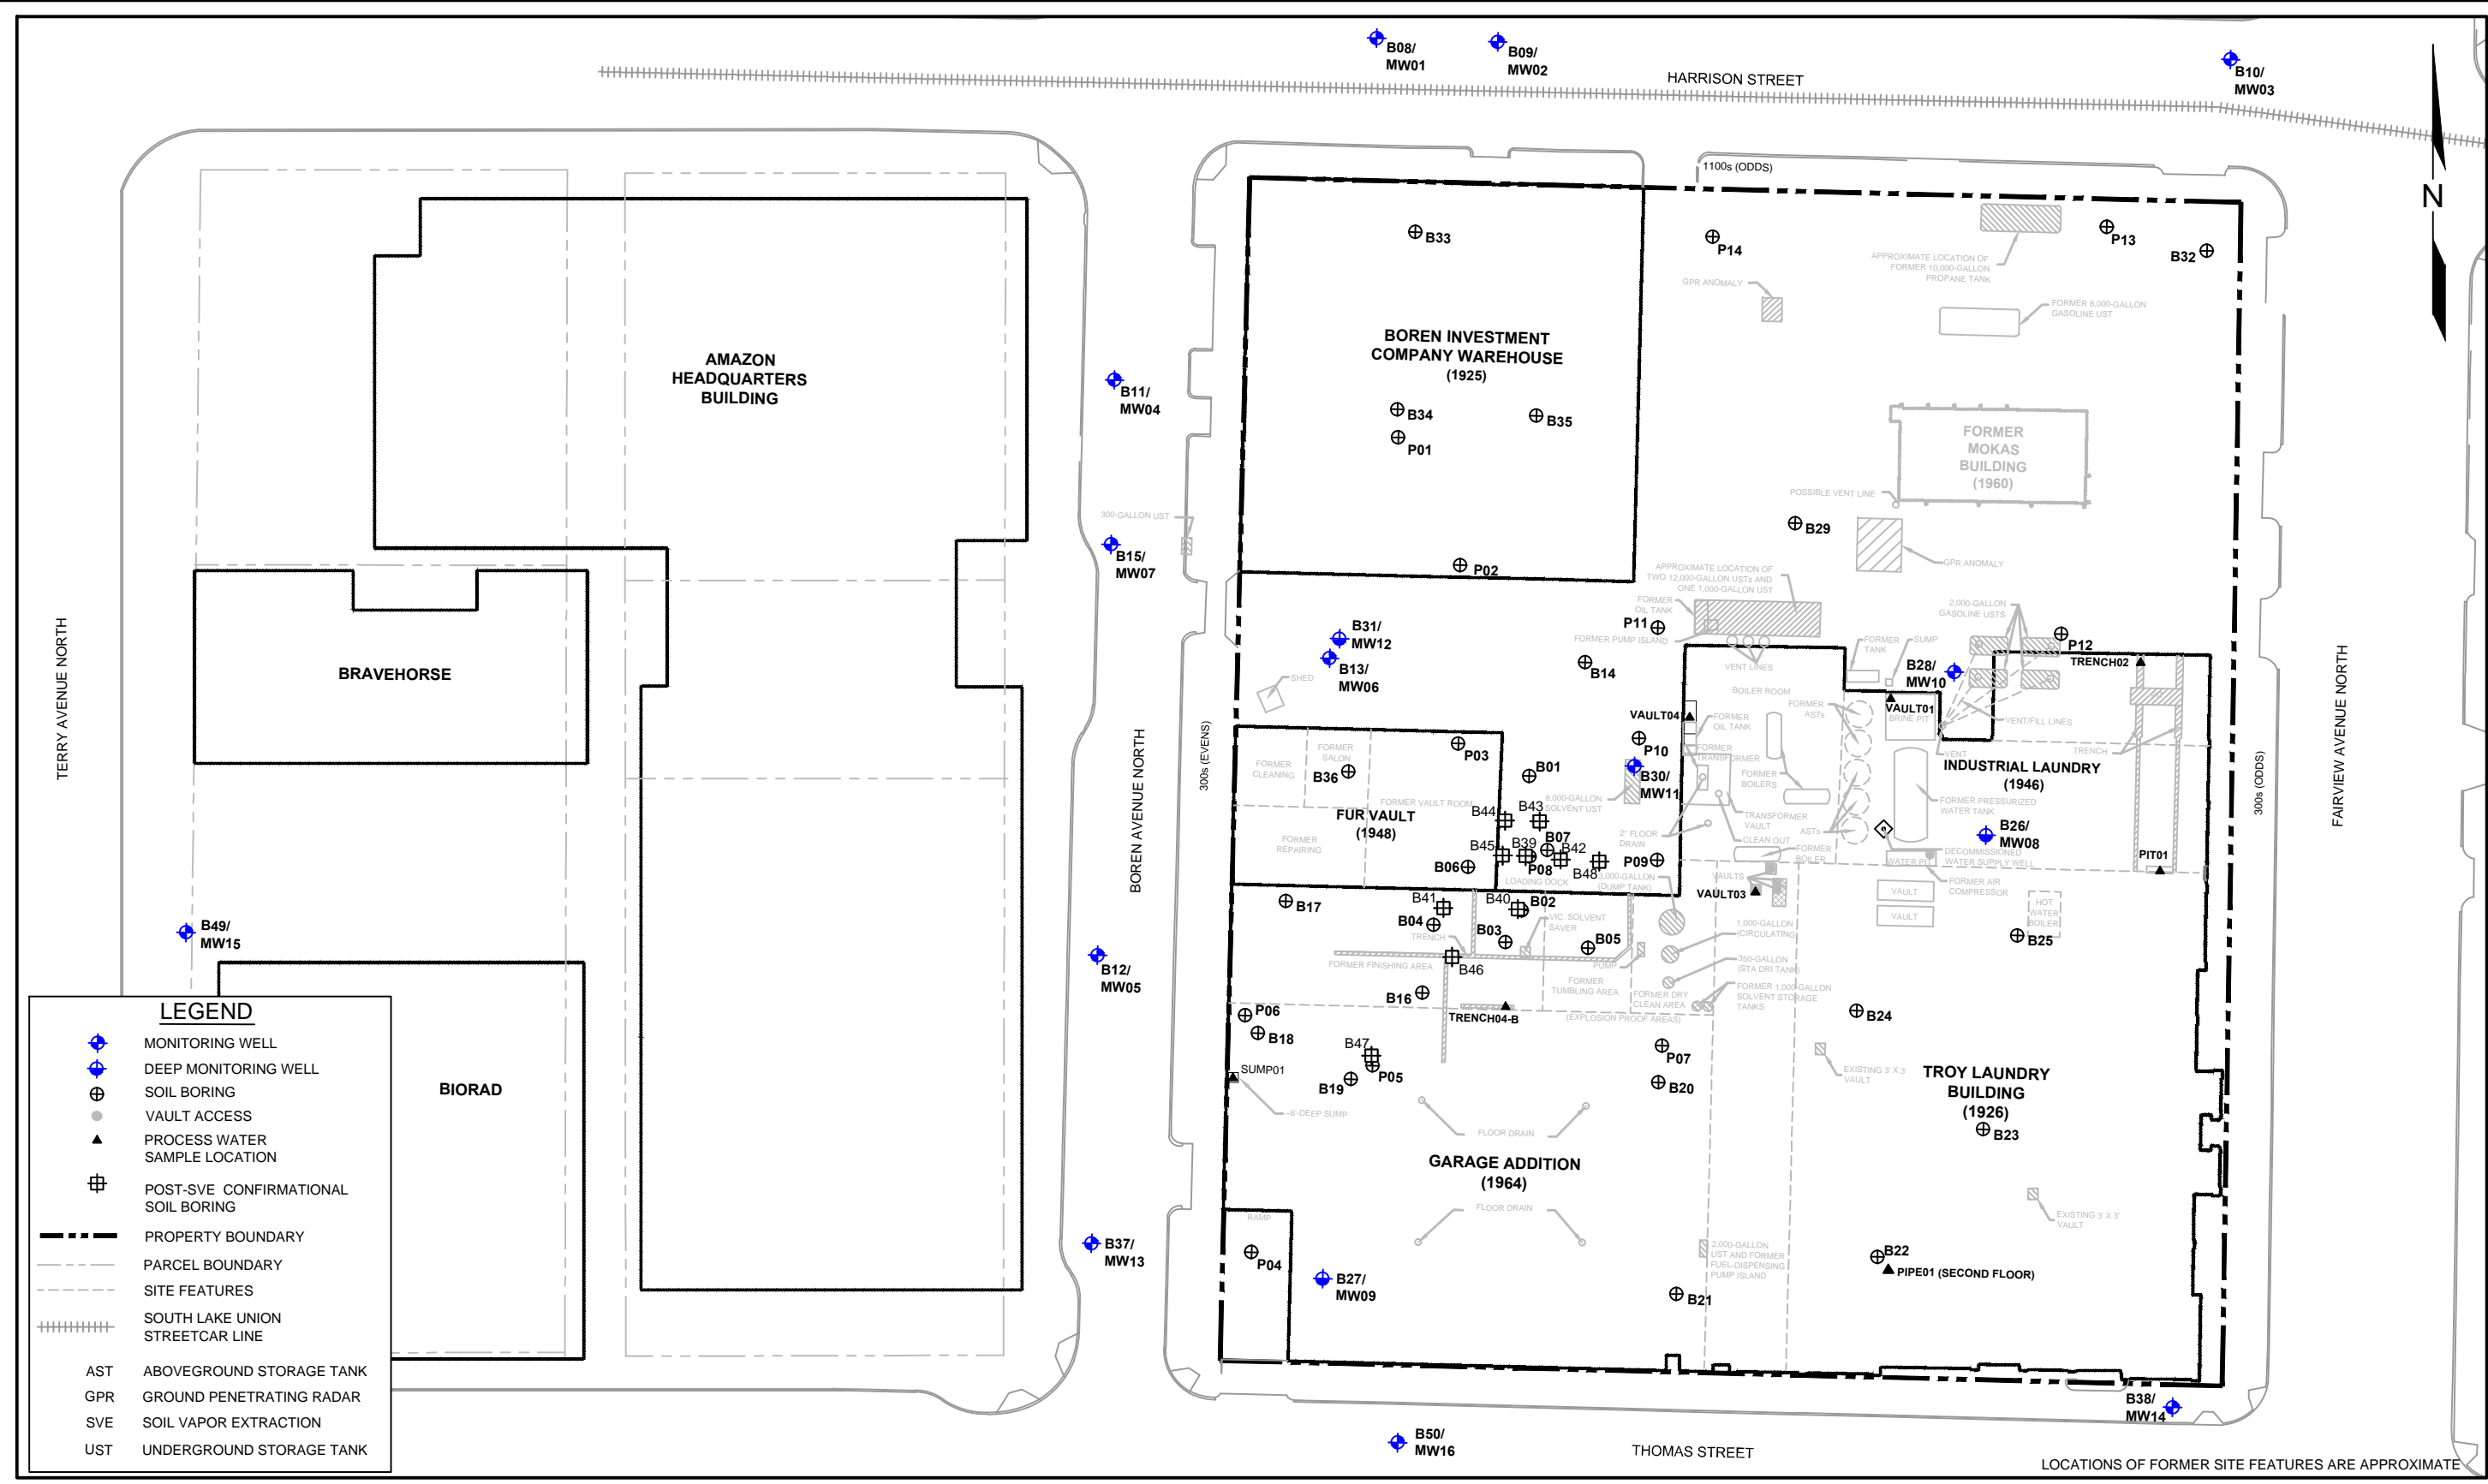 B08/
MW01
B09/
MW02
HARRISON STREET
B10/
MW03
1100s (ODDS)
N
B33
P14
P13
B32
APPROXIMATE LOCATION OF
FORMER 10,000-GALLON
PROPANE TANK
GPR ANOMALY
FORMER 8,000-GALLON
GASOLINE UST
AMAZON
HEADQUARTERS
BUILDING
BOREN INVESTMENT
COMPANY WAREHOUSE
(1925)
B11/
MW04
B34
B35
P01
FORMER
MOKAS
BUILDING
(1960)
POSSIBLE VENT LINE
300-GALLON UST
B29
B15/
MW07
GPR ANOMALY
P02
APPROXIMATE LOCATION OF
TWO 12,000-GALLON USTs AND
ONE 1,000-GALLON UST
FORMER
OIL TANK
2,000-GALLON
GASOLINE USTS
P11
FORMER PUMP ISLAND
B31/
MW12
B13/
MW06
B14
VENT LINES
FORMER
TANK
SUMP
P12
B28/
MW10
TRENCH02
TERRY AVENUE NORTH
BRAVEHORSE
SHED
BOILER ROOM
VAULT04
FORMER
OIL TANK
FORMER
ASTs
VAULT01
BRINE PIT
VENT/FILL LINES
FAIRVIEW AVENUE NORTH
300s (EVENS)
BOREN AVENUE NORTH
300s (ODDS)
P03
P10
FORMER
TRANSFORMER
VENT
TRENCH
FORMER
SALON
FORMER
CLEANING
B36
B01
B30/
MW11
FORMER
BOILERS
INDUSTRIAL LAUNDRY
(1946)
FORMER VAULT ROOM
8,000-GALLON
SOLVENT UST
FORMER PRESSURIZED
WATER TANK
B44
B43
FUR VAULT
(1948)
TRANSFORMER
VAULT
ASTs
FORMER
REPAIRING
2" FLOOR
DRAIN
CLEAN OUT
B26/
MW08
B07
B45
B39
B42
FORMER
BOILER
DECOMMISSIONED
WATER SUPPLY WELL
WATER PIT
PIT01
B06
P08
B48
P09
LOADING DOCK
3,000-GALLON
(DUMP TANK)
VAULTS
VAULT03
FORMER AIR
COMPRESSOR
VAULT
VAULT
HOT
WATER
BOILER
B17
B41
B40
B02
B04
VIC. SOLVENT
SAVER
1,000-GALLON
(CIRCULATING)
B49/
MW15
TRENCH
B03
B05
B25
B12/
MW05
FORMER FINISHING AREA
B46
PUMP
350-GALLON
(STA DRI TANK)
FORMER
TUMBLING AREA
B16
FORMER DRY
CLEAN AREA
FORMER 1,000-GALLON
SOLVENT STORAGE
TANKS
P06
TRENCH04-B
(EXPLOSION PROOF AREAS)
B24
B18
B47
P07
SUMP01
P05
B19
B20
EXISTING 3' X 3'
VAULT
TROY LAUNDRY
BUILDING
(1926)
~6'-DEEP SUMP
FLOOR DRAIN
B23
GARAGE ADDITION
(1964)
FLOOR DRAIN
RAMP
EXISTING 3' X 3'
VAULT
B37/
MW13
P04
2,000-GALLON
UST AND FORMER
FUEL-DISPENSING
PUMP ISLAND
B22
PIPE01 (SECOND FLOOR)
B27/
MW09
B21
B38/
MW14
B50/
MW16
THOMAS STREET
LOCATIONS OF FORMER SITE FEATURES ARE APPROXIMATE
BIORAD
LEGEND
MONITORING WELL
DEEP MONITORING WELL
SOIL BORING
VAULT ACCESS
PROCESS WATER
SAMPLE LOCATION
POST-SVE CONFIRMATIONAL
SOIL BORING
PROPERTY BOUNDARY
PARCEL BOUNDARY
SITE FEATURES
SOUTH LAKE UNION
STREETCAR LINE
AST ABOVEGROUND STORAGE TANK
GPR GROUND PENETRATING RADAR
SVE SOIL VAPOR EXTRACTION
UST UNDERGROUND STORAGE TANK